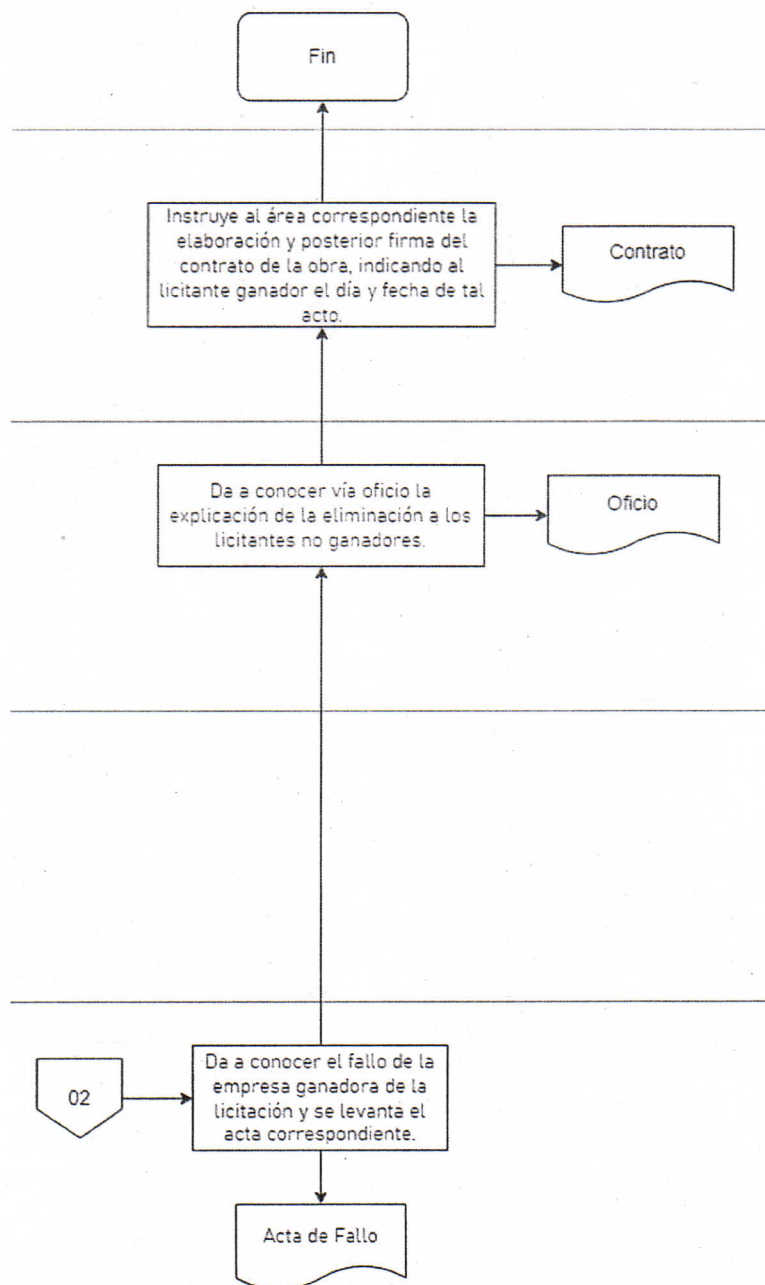 Fin
Instruye al área correspondiente la
elaboración y posterior firma del
contrato de la obra, indicando al
licitante ganador el día y fecha de tal
acto.
Contrato
Da a conocer vía oficio la
explicación de la eliminación a los
licitantes no ganadores.
Oficio
02
Da a conocer el fallo de la
empresa ganadora de la
licitación y se levanta el
acta correspondiente.
Acta de Fallo